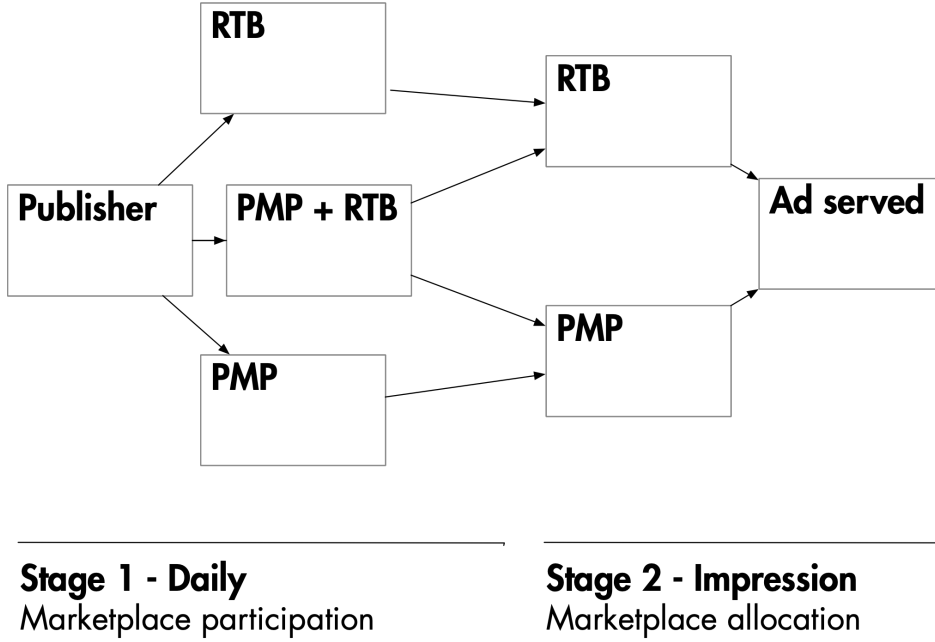 RTB
RTB
Publisher
PMP + RTB
Ad served
PMP
PMP
Stage 1 - Daily
Marketplace participation
Stage 2 - Impression
Marketplace allocation